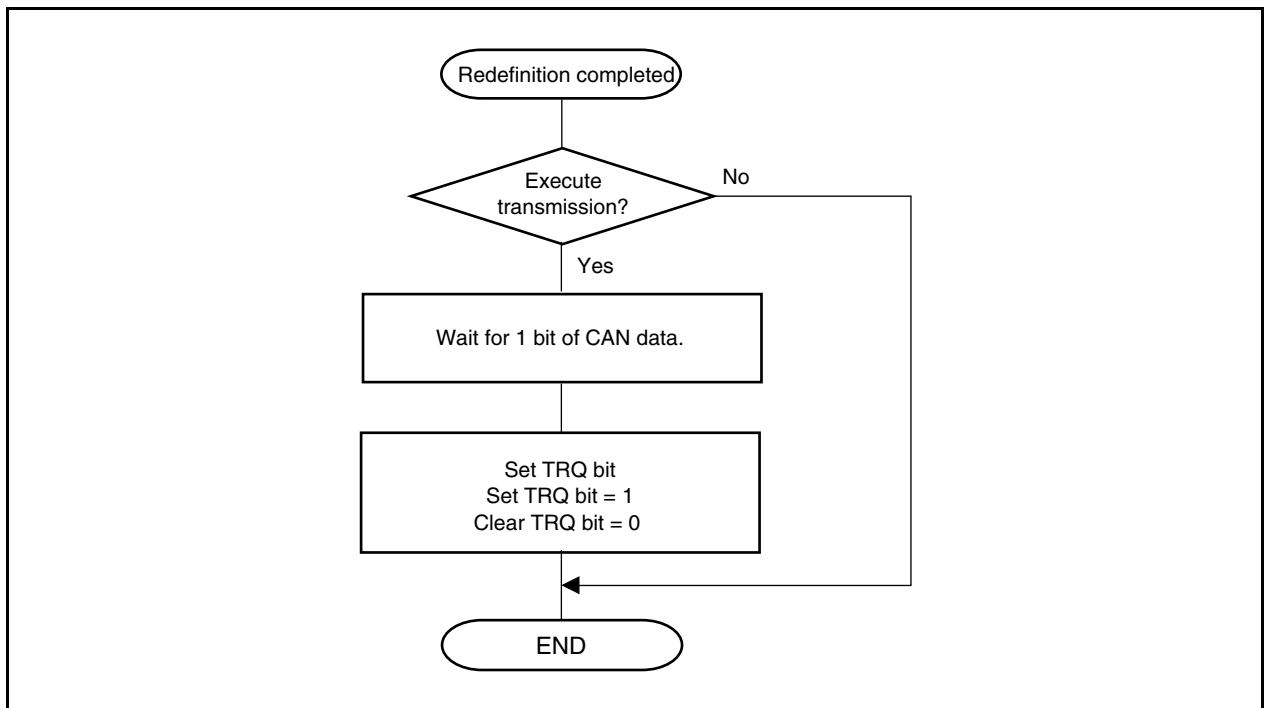 Redefinition completed
Execute
transmission?
No
Yes
Wait for 1 bit of CAN data.
Set TRQ bit
Set TRQ bit = 1
Clear TRQ bit = 0
END